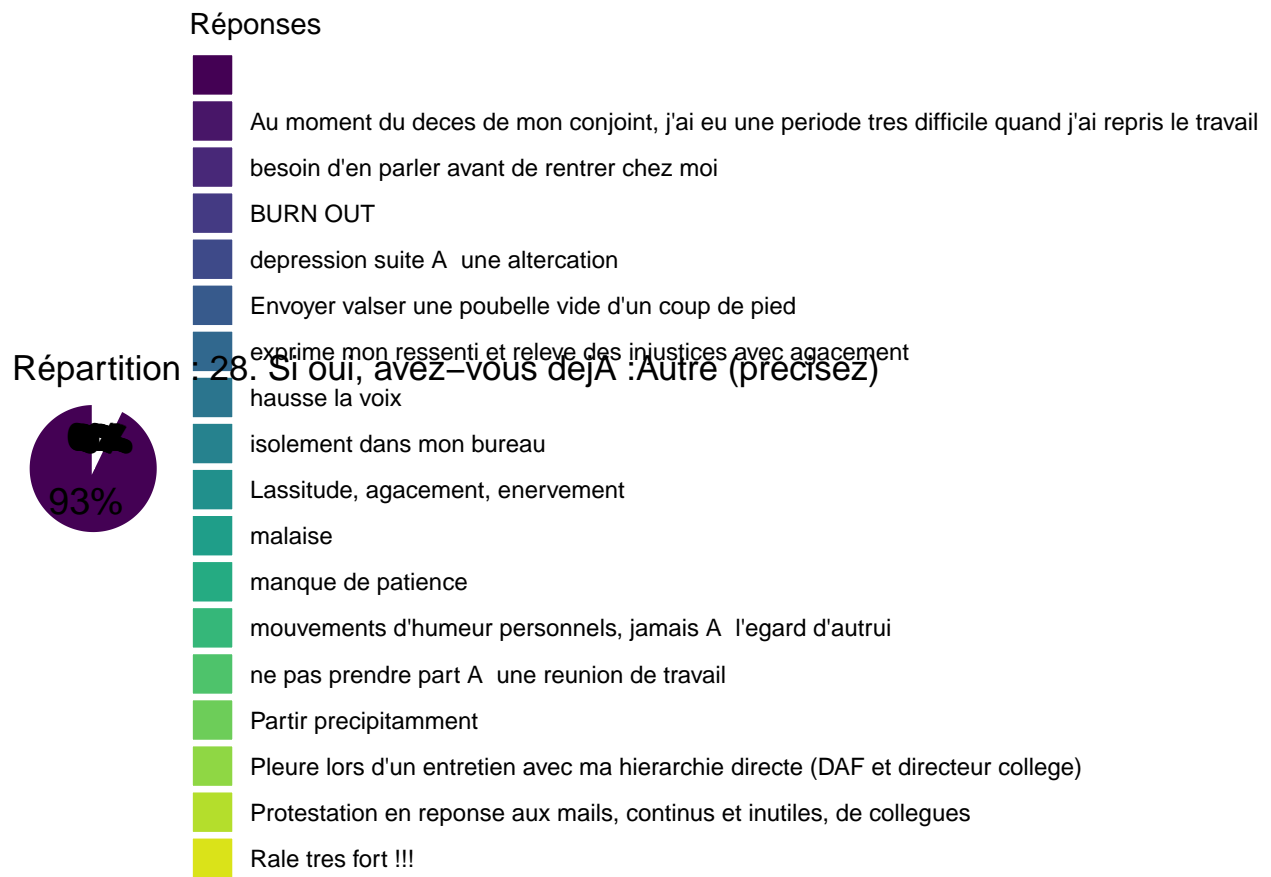 Réponses
Au moment du deces de mon conjoint, j'ai eu une periode tres difficile quand j'ai repris le travail
besoin d'en parler avant de rentrer chez moi
BURN OUT
depression suite A  une altercation
Envoyer valser une poubelle vide d'un coup de pied
exprime mon ressenti et releve des injustices avec agacement
Répartition : 28. Si oui, avez−vous dejA :Autre (precisez)
hausse la voix
isolement dans mon bureau
Lassitude, agacement, enervement
93%
malaise
manque de patience
mouvements d'humeur personnels, jamais A  l'egard d'autrui
ne pas prendre part A  une reunion de travail
Partir precipitamment
Pleure lors d'un entretien avec ma hierarchie directe (DAF et directeur college)
Protestation en reponse aux mails, continus et inutiles, de collegues
Rale tres fort !!!